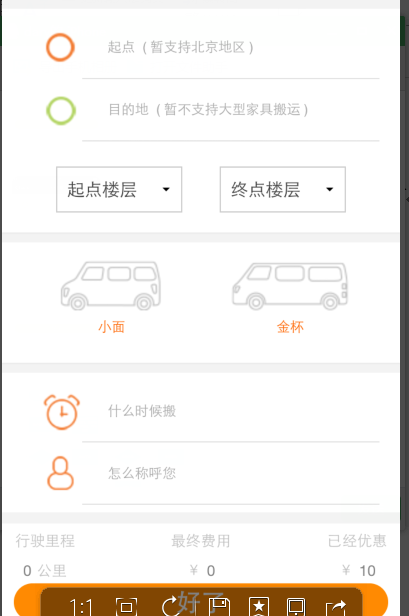 起点（暂支持北京地区）
目的地（暂不支持大型家具搬运）
起点楼层 终点楼层
小面 金杯
什么时候搬
怎么称呼您
行驶里程 最终费用 已经优惠
0 公里 ¥ 0 ¥ 10
好了
1:1